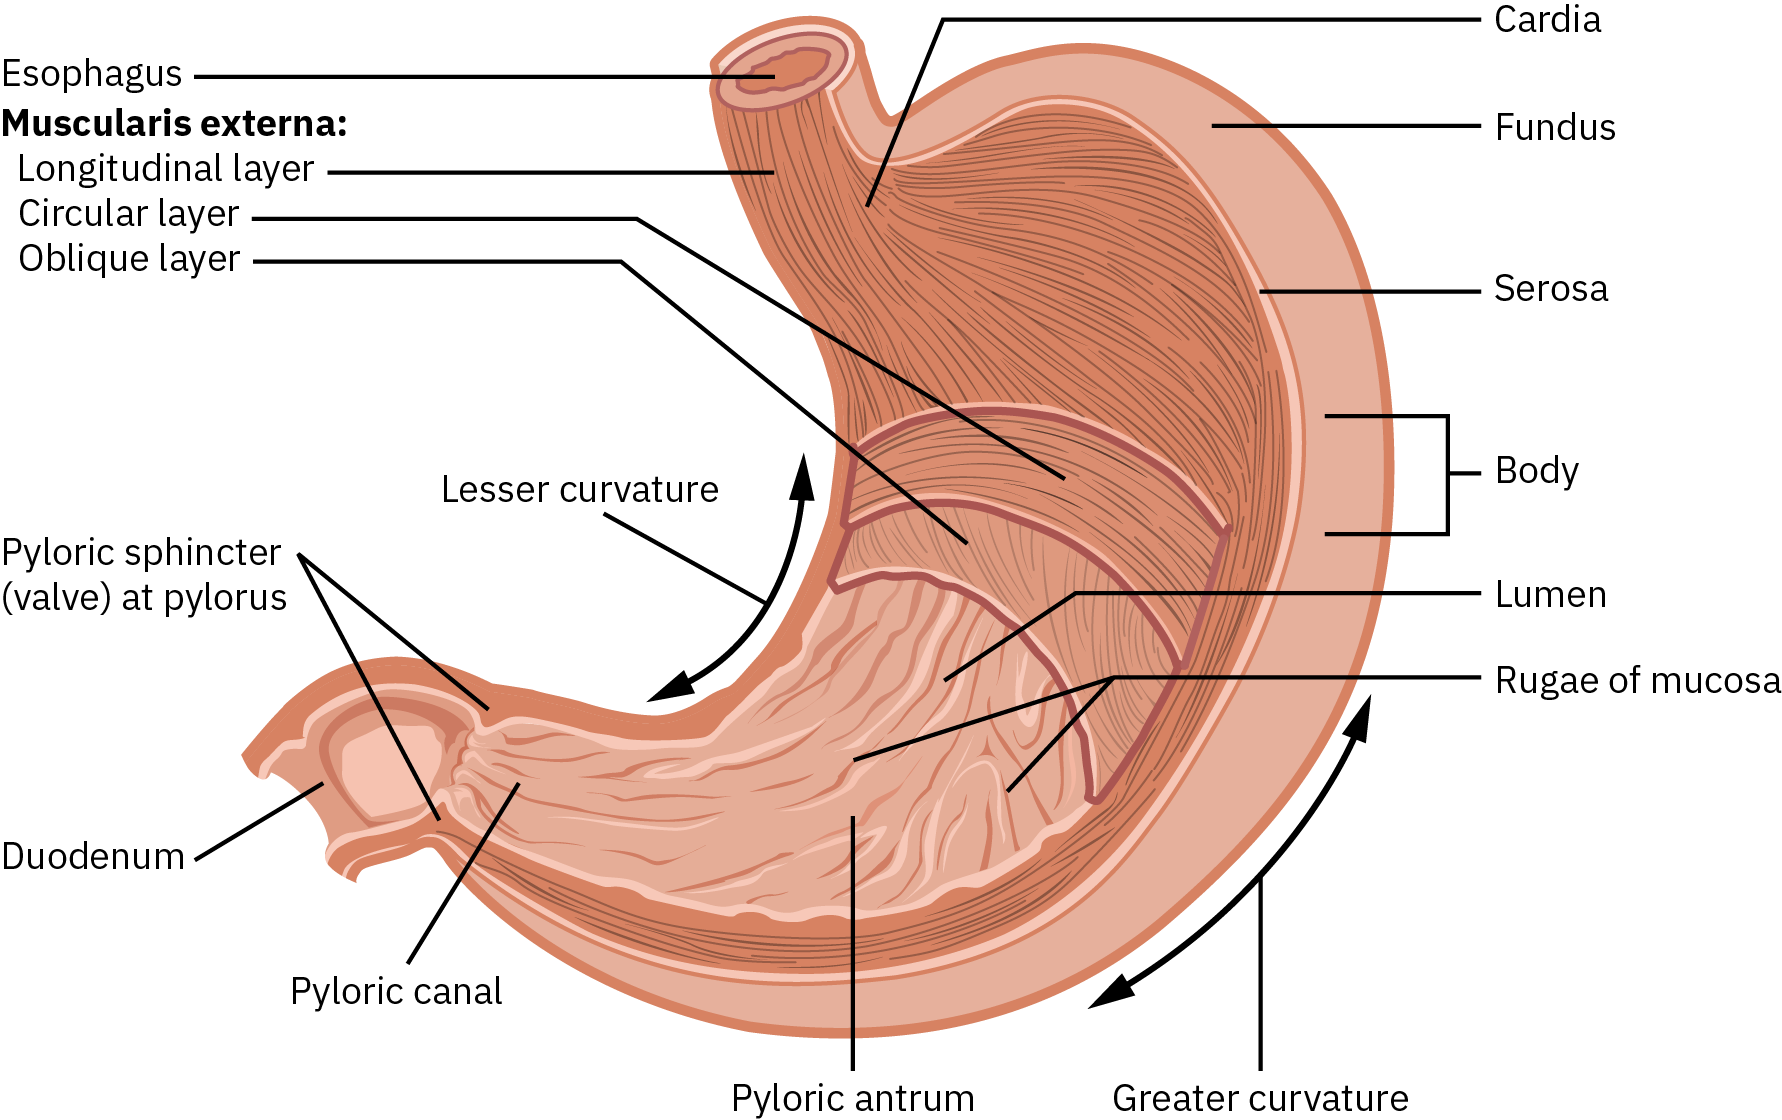 Esophagus
Muscularis externa:
Longitudinal layer
Circular layer
Oblique layer
Lesser curvature
Pyloric sphincter
(valve) at pylorus
Duodenum
Pyloric canal
Pyloric antrum
Greater curvature
Cardia
Fundus
Serosa
Body
Lumen
Rugae of mucosa